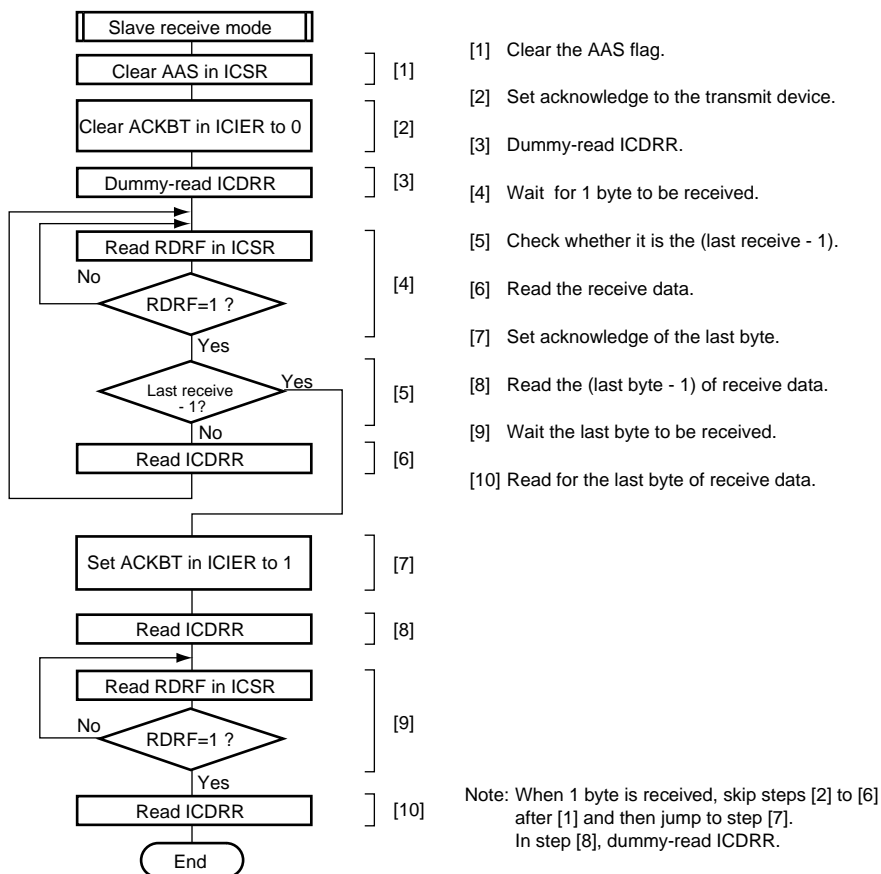 Slave receive mode
Clear AAS in ICSR
[1]
Clear ACKBT in ICIER to 0
[2]
Dummy-read ICDRR
[3]
Read RDRF in ICSR
No
RDRF=1 ?
[4]
Yes
Last receive
- 1?
Yes
[5]
No
Read ICDRR
[6]
Set ACKBT in ICIER to 1
[7]
Read ICDRR
[8]
Read RDRF in ICSR
No
RDRF=1 ?
[9]
Yes
Read ICDRR
[10]
End
[1] Clear the AAS flag.
[2] Set acknowledge to the transmit device.
[3] Dummy-read ICDRR.
[4] Wait for 1 byte to be received.
[5] Check whether it is the (last receive - 1).
[6] Read the receive data.
[7] Set acknowledge of the last byte.
[8] Read the (last byte - 1) of receive data.
[9] Wait the last byte to be received.
[10] Read for the last byte of receive data.
Note: When 1 byte is received, skip steps [2] to [6]
after [1] and then jump to step [7].
In step [8], dummy-read ICDRR.